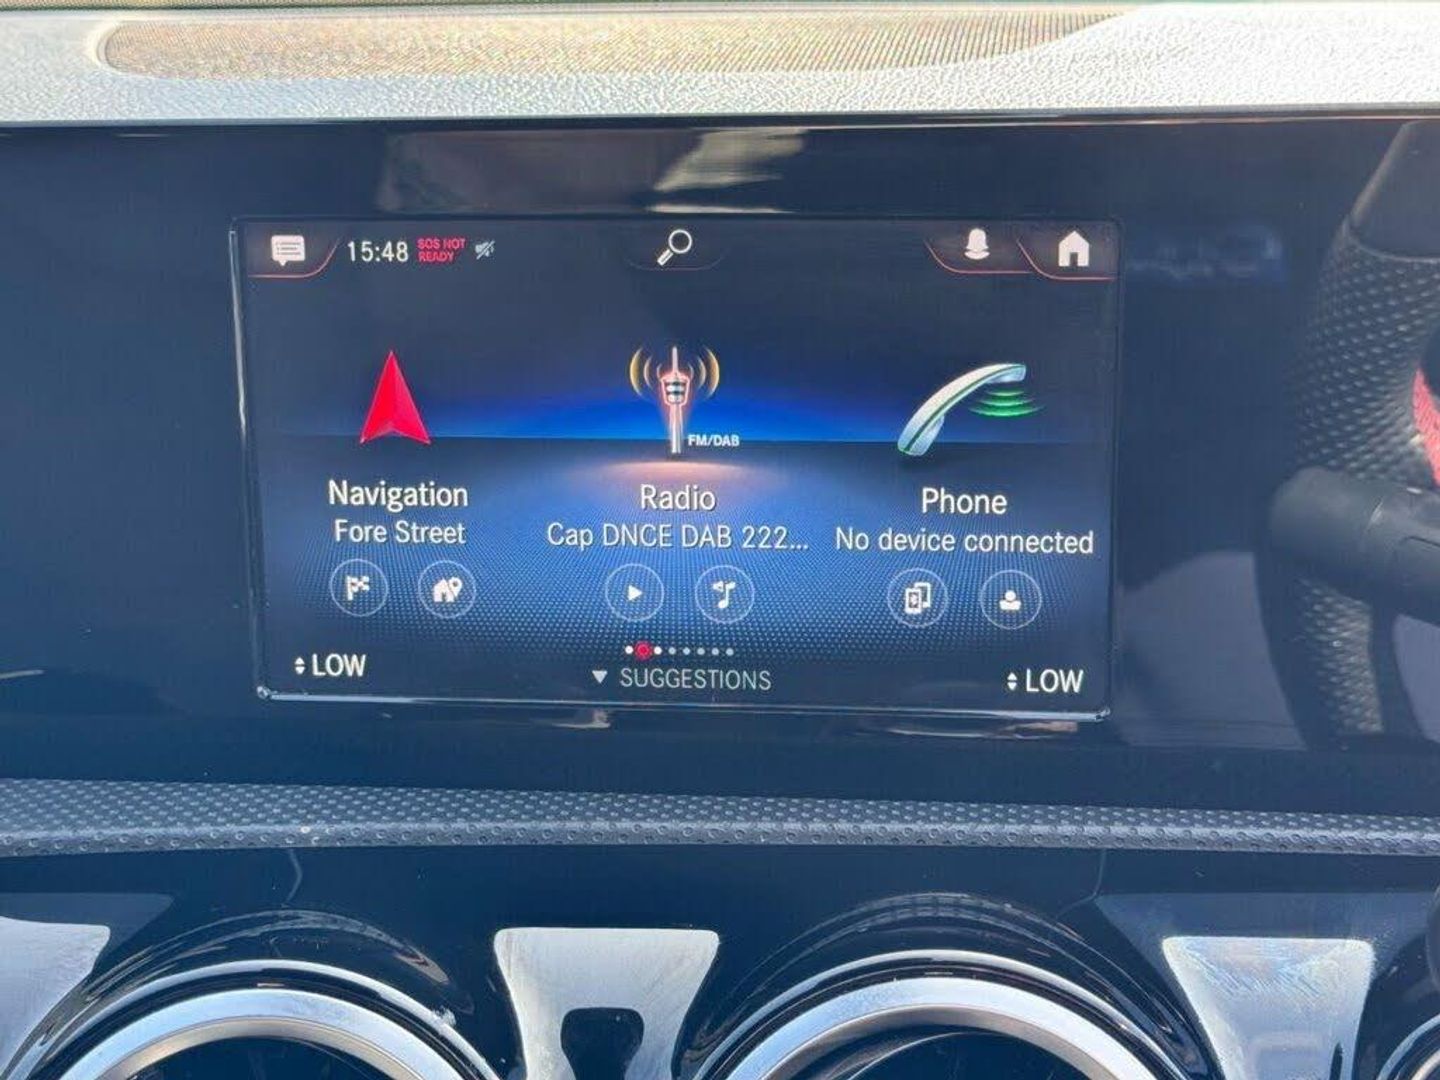 15:48 SOS NOT
READY
FM/DAB
Navigation
Fore Street
Radio
Cap DNCE DAB 222...
Phone
No device connected
LOW
SUGGESTIONS
LOW